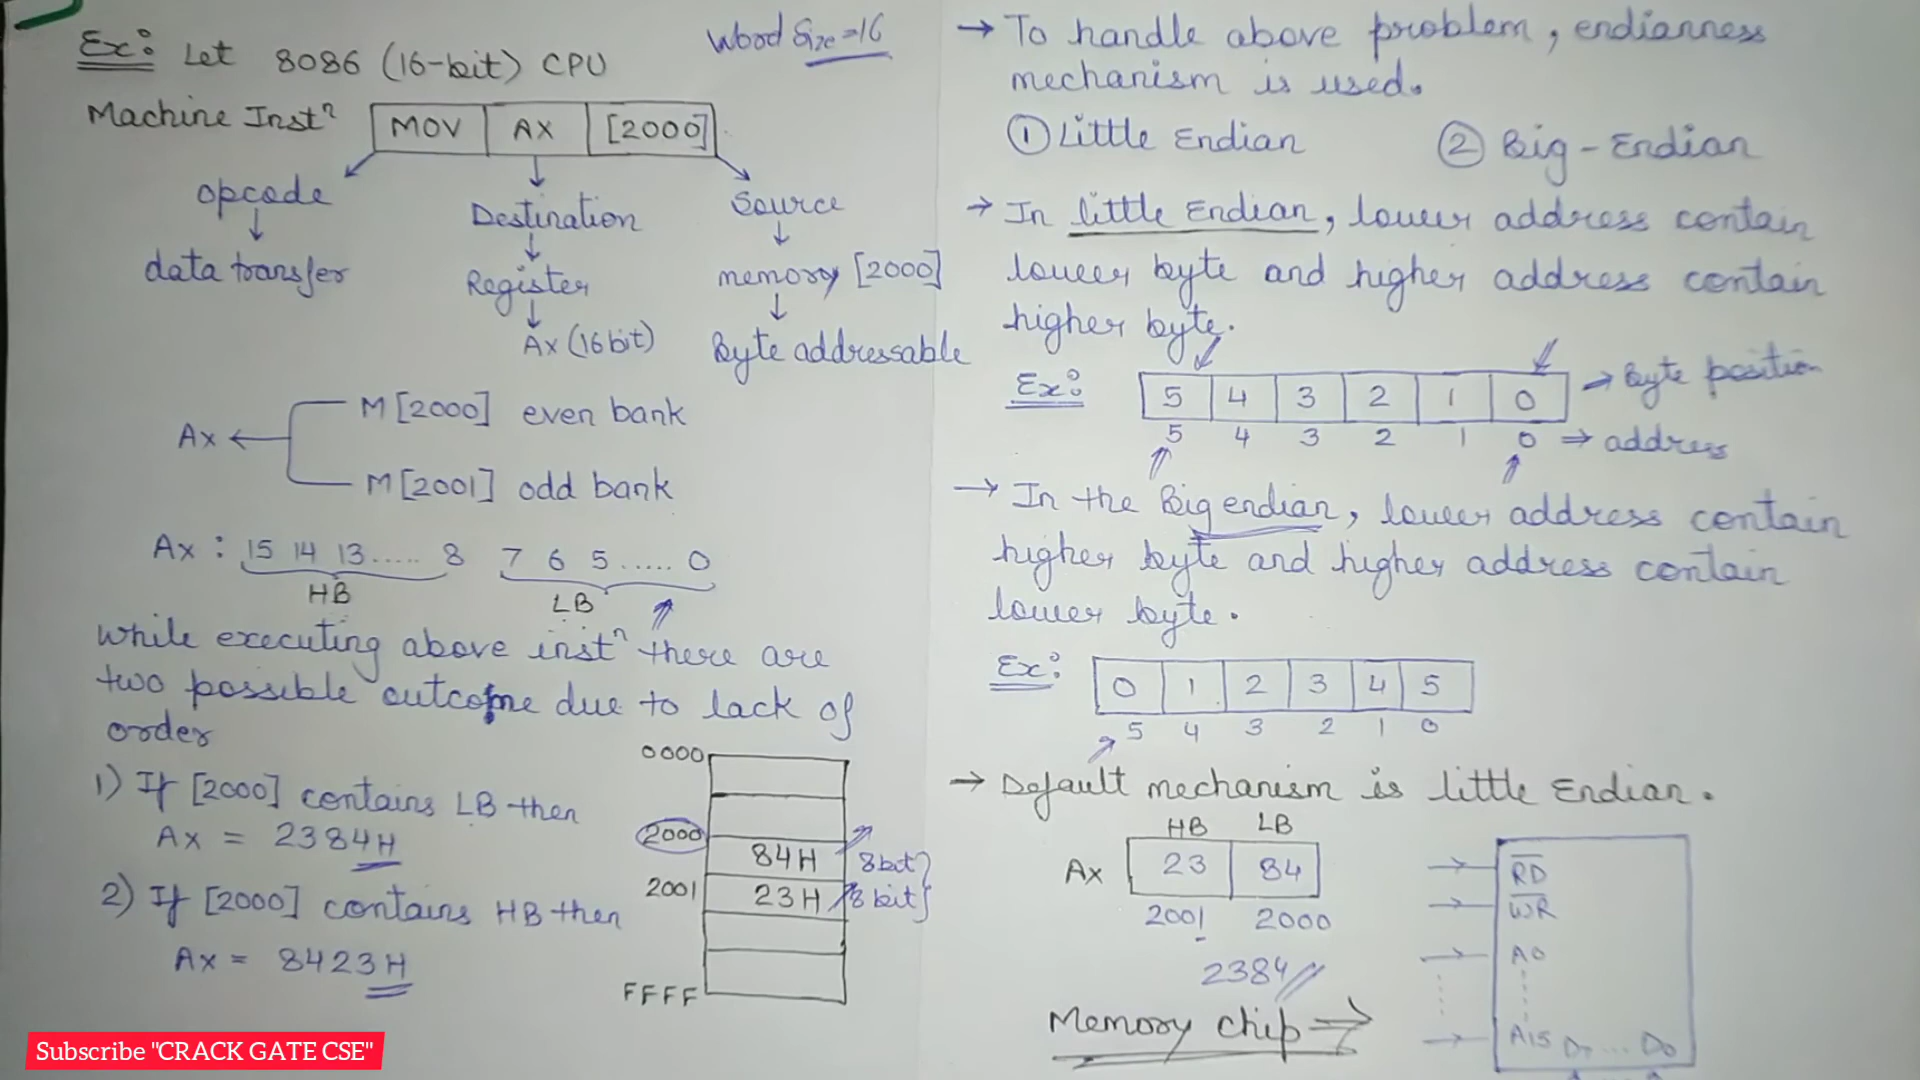 Ex: Let 8086 (16-bit) CPU
Word Size=16
Machine Instn MOV AX [2000]
opcode Destination Source
data transfer Register memory [2000]
AX (16 bit) Byte addressable
AX ← M[2000] even bank
M[2001] odd bank
AX : 15 14 13..... 8 7 6 5 ..... 0
HB LB
While executing above instn there are
two possible outcome due to lack of
order
1) If [2000] contains LB then
AX = 2384H
2) If [2000] contains HB then
AX = 8423H
0000
2000 84H 8bit
2001 23H 8 bit
FFFF
→ To handle above problem, endianness
mechanism is used.
① Little Endian ② Big-Endian
→ In little Endian, lower address contain
lower byte and higher address contain
higher byte.
Ex: 5 4 3 2 1 0 → Byte position
5 4 3 2 1 0 ⇒ address
→ In the Big endian, lower address contain
higher byte and higher address contain
lower byte.
Ex: 0 1 2 3 4 5
5 4 3 2 1 0
→ Default mechanism is little Endian.
HB LB
AX 23 84
2001 2000
2384
Memory chip ⇒
R̅D̅
W̅R̅
A0
A15 D7 .... D0
Subscribe "CRACK GATE CSE"